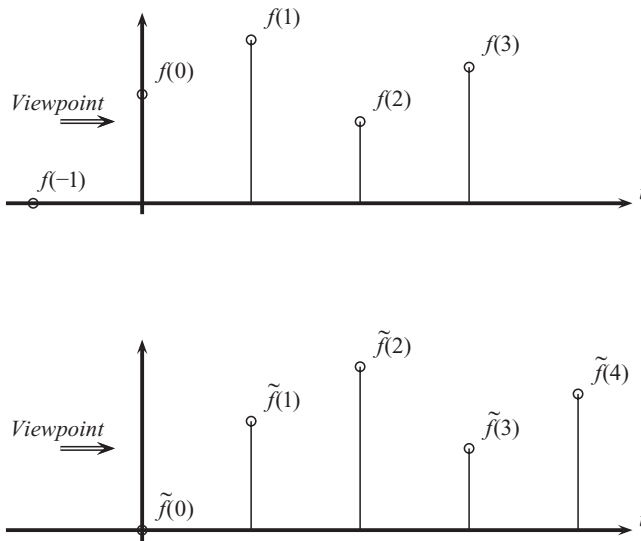 f(1)
f(0)
f(3)
Viewpoint
f(2)
f(−1)
f̃(2)
f̃(4)
f̃(1)
Viewpoint
f̃(3)
f̃(0)